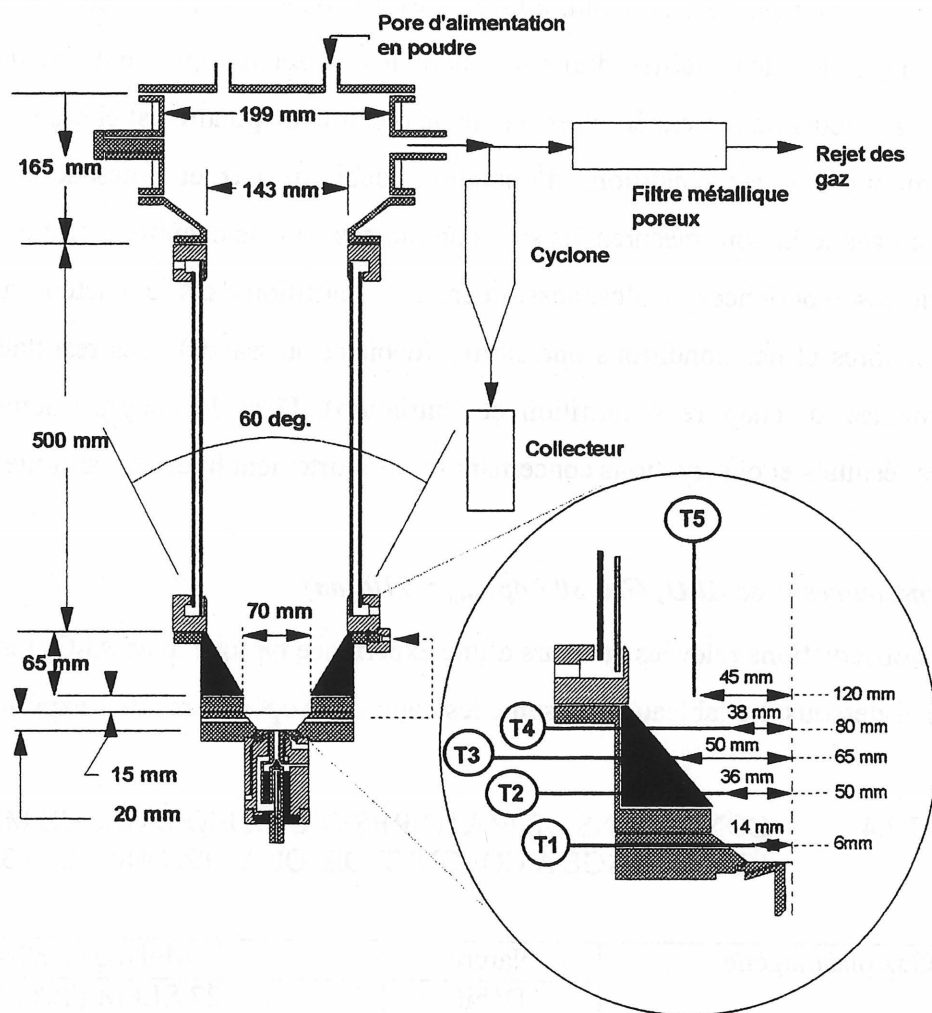 Pore d'alimentation
en poudre
199 mm
165 mm
143 mm
Filtre métallique
poreux
Rejet des
gaz
Cyclone
500 mm
60 deg.
Collecteur
70 mm
65 mm
15 mm
20 mm
T5
45 mm
120 mm
T4
38 mm
80 mm
T3
50 mm
65 mm
T2
36 mm
50 mm
T1
14 mm
6mm